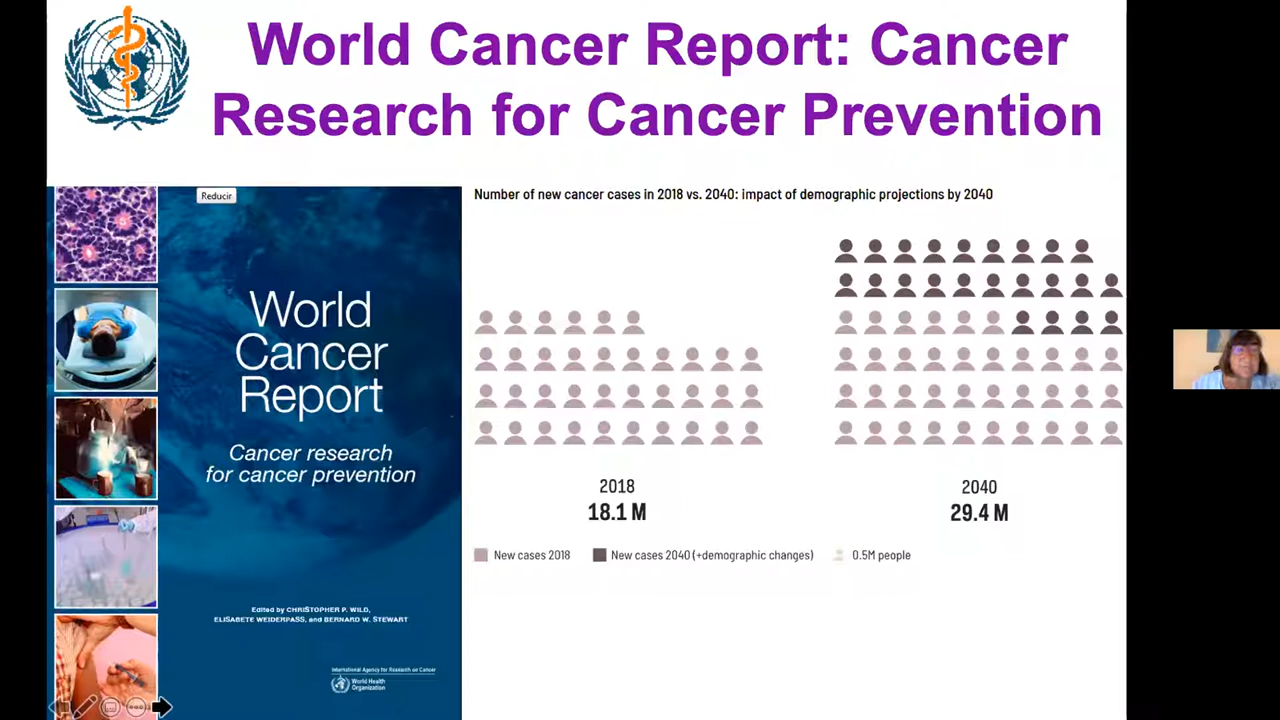 World Cancer Report: Cancer
Research for Cancer Prevention
Reducir
World
Cancer
Report
Cancer research
for cancer prevention
Edited by CHRISTOPHER P. WILD,
ELISABETE WEIDERPASS, and BERNARD W. STEWART
International Agency for Research on Cancer
World Health
Organization
Number of new cancer cases in 2018 vs. 2040: impact of demographic projections by 2040
2018
18.1 M
2040
29.4 M
New cases 2018
New cases 2040 (+demographic changes)
0.5M people